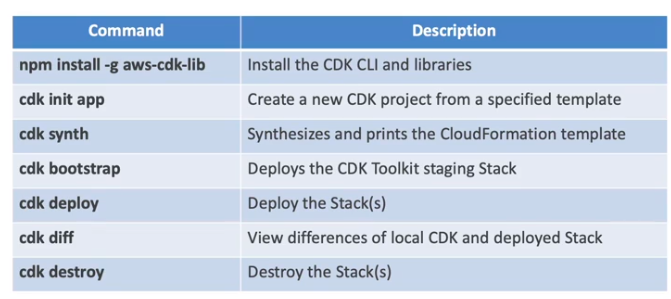 Command Description
npm install -g aws-cdk-lib Install the CDK CLI and libraries
cdk init app Create a new CDK project from a specified template
cdk synth Synthesizes and prints the CloudFormation template
cdk bootstrap Deploys the CDK Toolkit staging Stack
cdk deploy Deploy the Stack(s)
cdk diff View differences of local CDK and deployed Stack
cdk destroy Destroy the Stack(s)